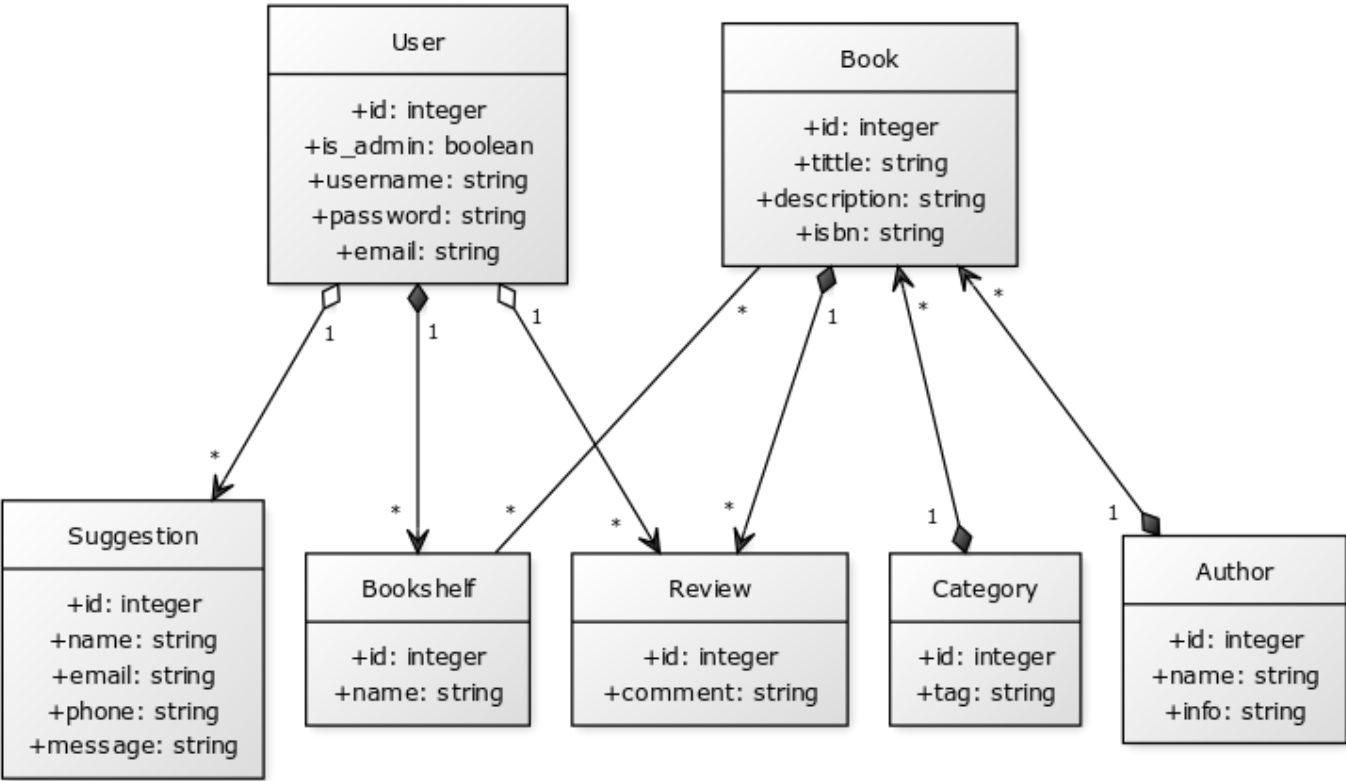 User
+id: integer
+is_admin: boolean
+username: string
+password: string
+email: string
Book
+id: integer
+tittle: string
+description: string
+isbn: string
1
1
1
*
1
*
*
*
*
*
*
*
1
1
Suggestion
+id: integer
+name: string
+email: string
+phone: string
+message: string
Bookshelf
+id: integer
+name: string
Review
+id: integer
+comment: string
Category
+id: integer
+tag: string
Author
+id: integer
+name: string
+info: string